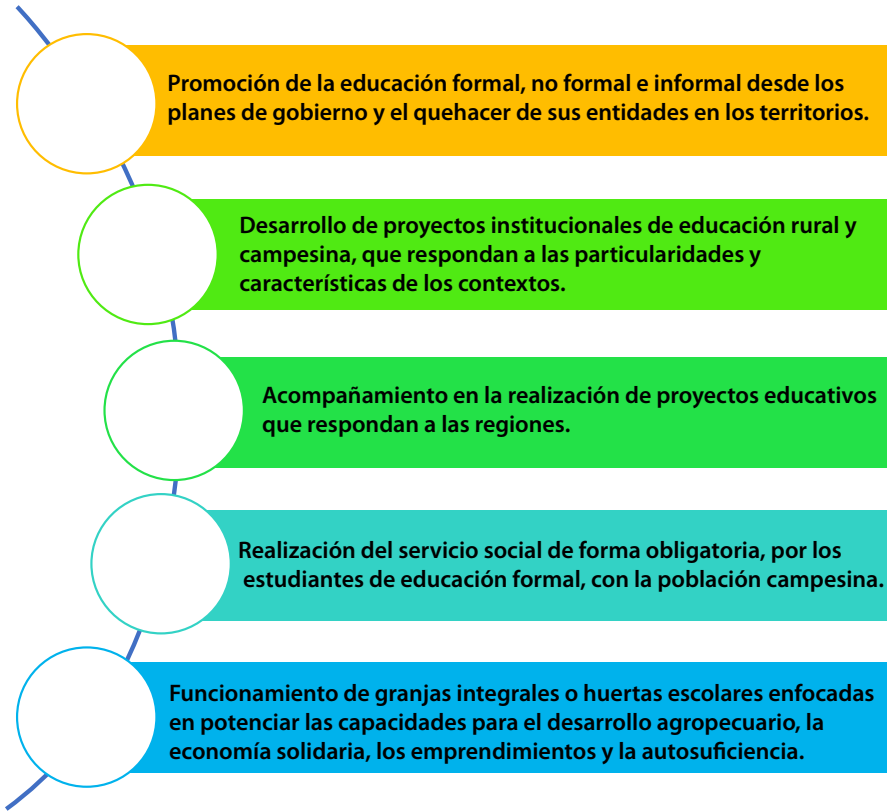 Promoción de la educación formal, no formal e informal desde los
planes de gobierno y el quehacer de sus entidades en los territorios.
Desarrollo de proyectos institucionales de educación rural y
campesina, que respondan a las particularidades y
características de los contextos.
Acompañamiento en la realización de proyectos educativos
que respondan a las regiones.
Realización del servicio social de forma obligatoria, por los
estudiantes de educación formal, con la población campesina.
Funcionamiento de granjas integrales o huertas escolares enfocadas
en potenciar las capacidades para el desarrollo agropecuario, la
economía solidaria, los emprendimientos y la autosuficiencia.